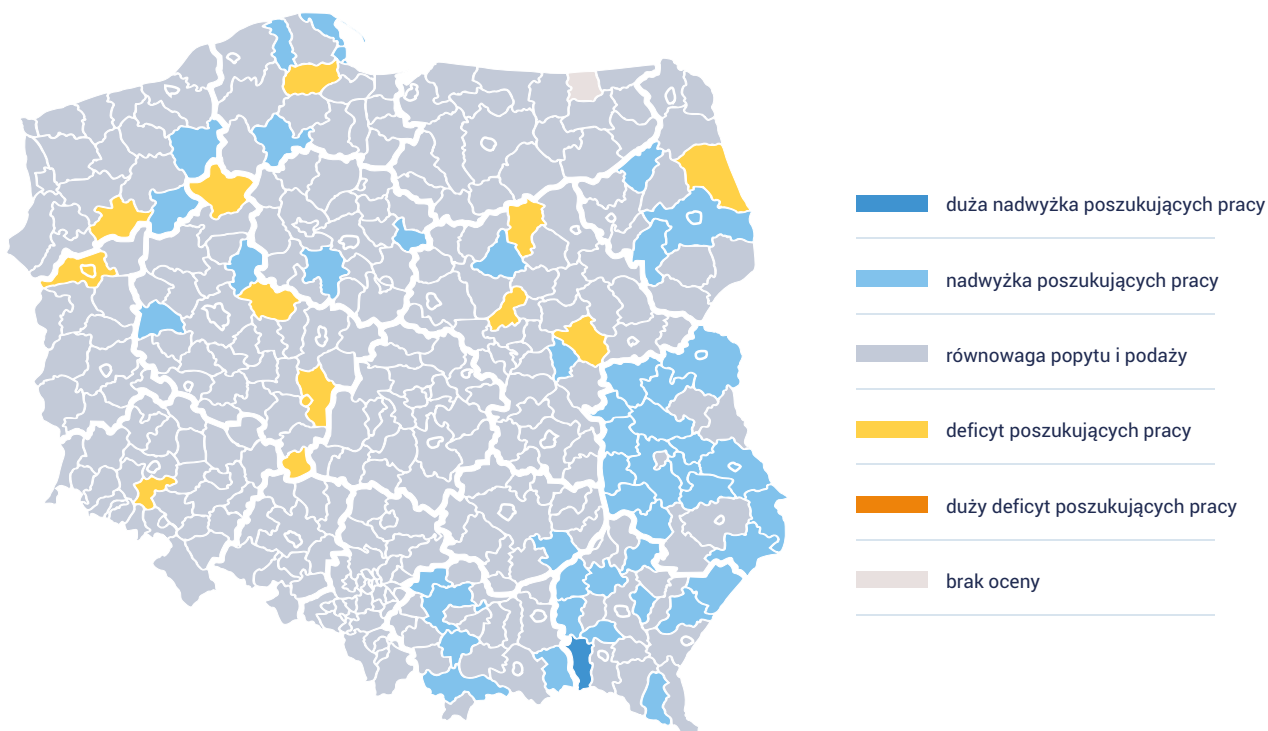 duża nadwyżka poszukujących pracy
nadwyżka poszukujących pracy
równowaga popytu i podaży
deficyt poszukujących pracy
duży deficyt poszukujących pracy
brak oceny